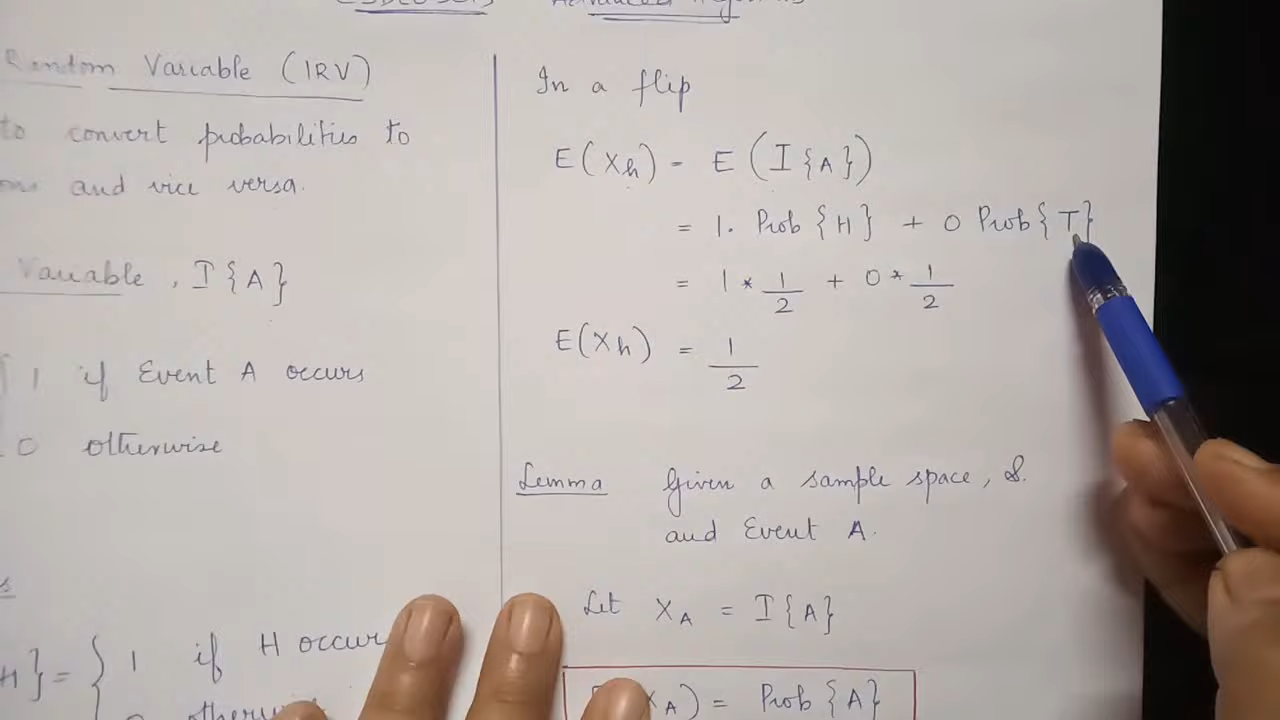 Random Variable (IRV)
to convert probabilities to
and vice versa.
Variable , I{A}
1 if Event A occurs
0 otherwise
H} = { 1 if H occurs
otherwise
In a flip
E(Xh) = E (I{A})
= 1. Prob {H} + 0 Prob{T}
= 1 * 1/2 + 0 * 1/2
E(Xh) = 1/2
Lemma Given a sample space, S.
and Event A.
Let XA = I{A}
XA) = Prob {A}